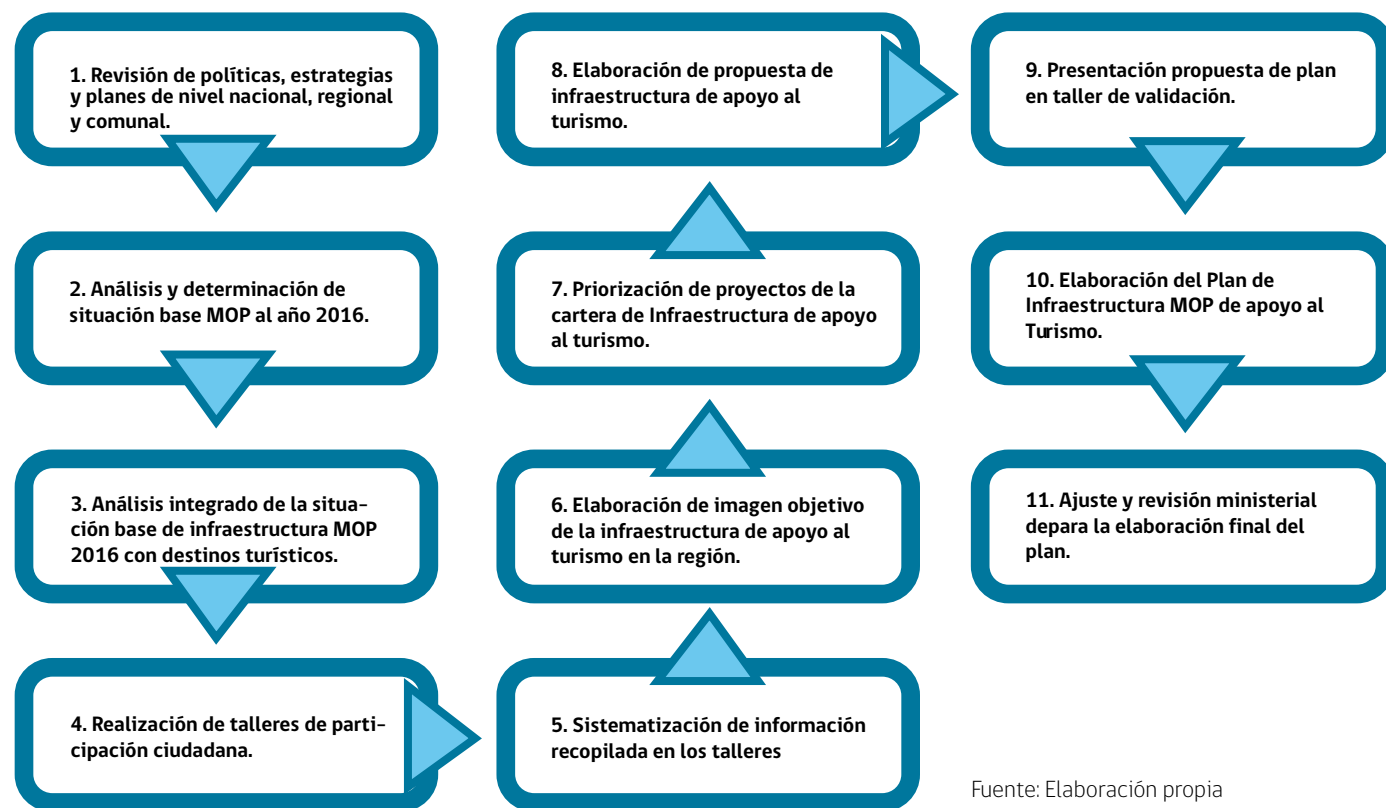 1. Revisión de políticas, estrategias
y planes de nivel nacional, regional
y comunal.
2. Análisis y determinación de
situación base MOP al año 2016.
3. Análisis integrado de la situa-
ción base de infraestructura MOP
2016 con destinos turísticos.
4. Realización de talleres de parti-
cipación ciudadana.
5. Sistematización de información
recopilada en los talleres
6. Elaboración de imagen objetivo
de la infraestructura de apoyo al
turismo en la región.
7. Priorización de proyectos de la
cartera de Infraestructura de apoyo
al turismo.
8. Elaboración de propuesta de
infraestructura de apoyo al
turismo.
9. Presentación propuesta de plan
en taller de validación.
10. Elaboración del Plan de
Infraestructura MOP de apoyo al
Turismo.
11. Ajuste y revisión ministerial
depara la elaboración final del
plan.
Fuente: Elaboración propia